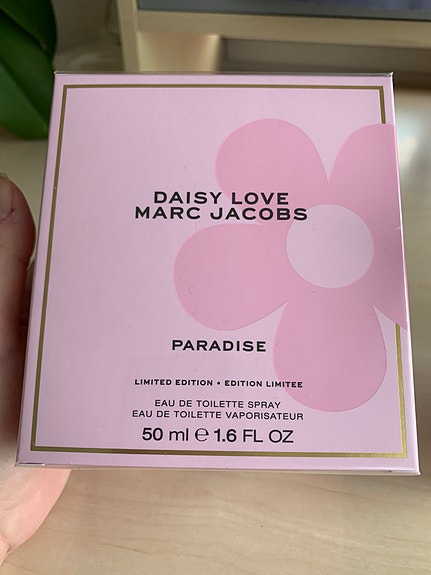 DAISY LOVE
MARC JACOBS
PARADISE
LIMITED EDITION • EDITION LIMITEE
EAU DE TOILETTE SPRAY
EAU DE TOILETTE VAPORISATEUR
50 ml ℮ 1.6 FL OZ